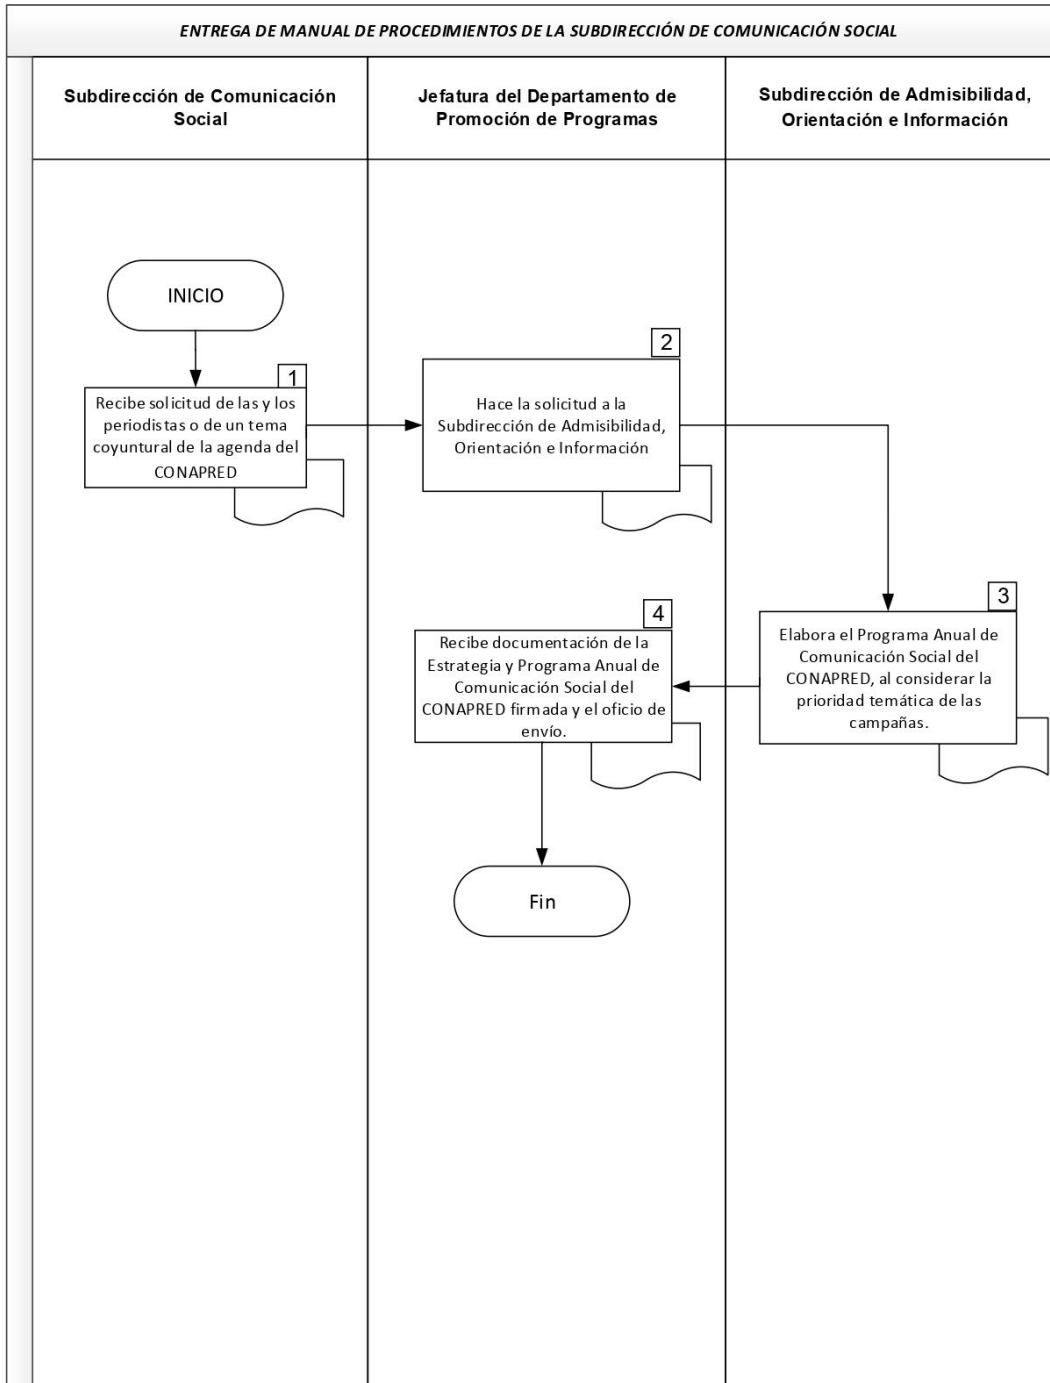 ENTREGA DE MANUAL DE PROCEDIMIENTOS DE LA SUBDIRECCIÓN DE COMUNICACIÓN SOCIAL
Subdirección de Comunicación
Social
Jefatura del Departamento de
Promoción de Programas
Subdirección de Admisibilidad,
Orientación e Información
INICIO
1
Recibe solicitud de las y los
periodistas o de un tema
coyuntural de la agenda del
CONAPRED
2
Hace la solicitud a la
Subdirección de Admisibilidad,
Orientación e Información
3
Elabora el Programa Anual de
Comunicación Social del
CONAPRED, al considerar la
prioridad temática de las
campañas.
4
Recibe documentación de la
Estrategia y Programa Anual de
Comunicación Social del
CONAPRED firmada y el oficio de
envío.
Fin